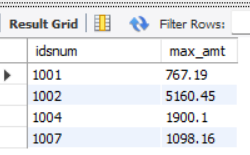 Result Grid Filter Rows:
idsnum max_amt
1001 767.19
1002 5160.45
1004 1900.1
1007 1098.16